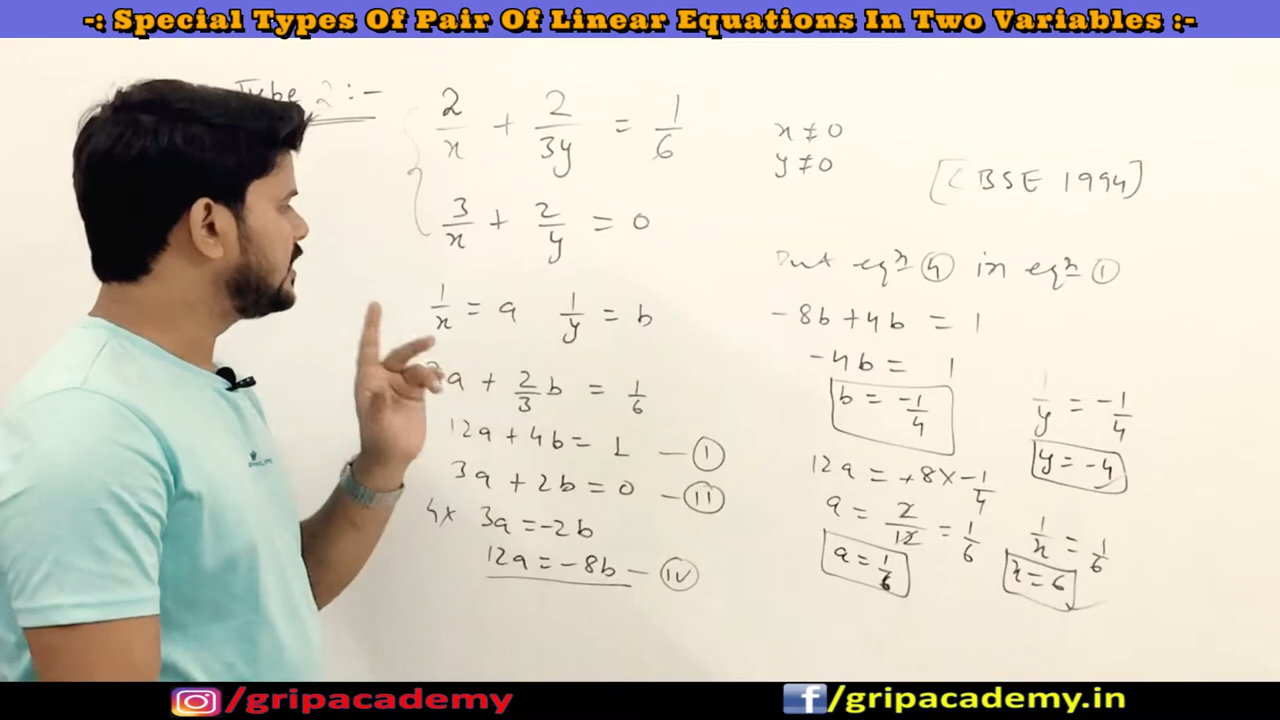 -: Special Types Of Pair Of Linear Equations In Two Variables :-
Type 2 :-
2/x + 2/3y = 1/6
3/x + 2/y = 0
1/x = a 1/y = b
a + 2/3 b = 1/6
12a + 4b = 1 — I
3a + 2b = 0 — II
4x 3a = -2b
12a = -8b — IV
x ≠ 0
y ≠ 0
[CBSE 1994]
Put eqn 4 in eqn 1
-8b + 4b = 1
-4b = 1
b = -1/4
1/y = -1/4
y = -4
12a = +8x -1/4
a = 2/12 = 1/6
a = 1/6
1/x = 1/6
x = 6
/gripacademy
f /gripacademy.in